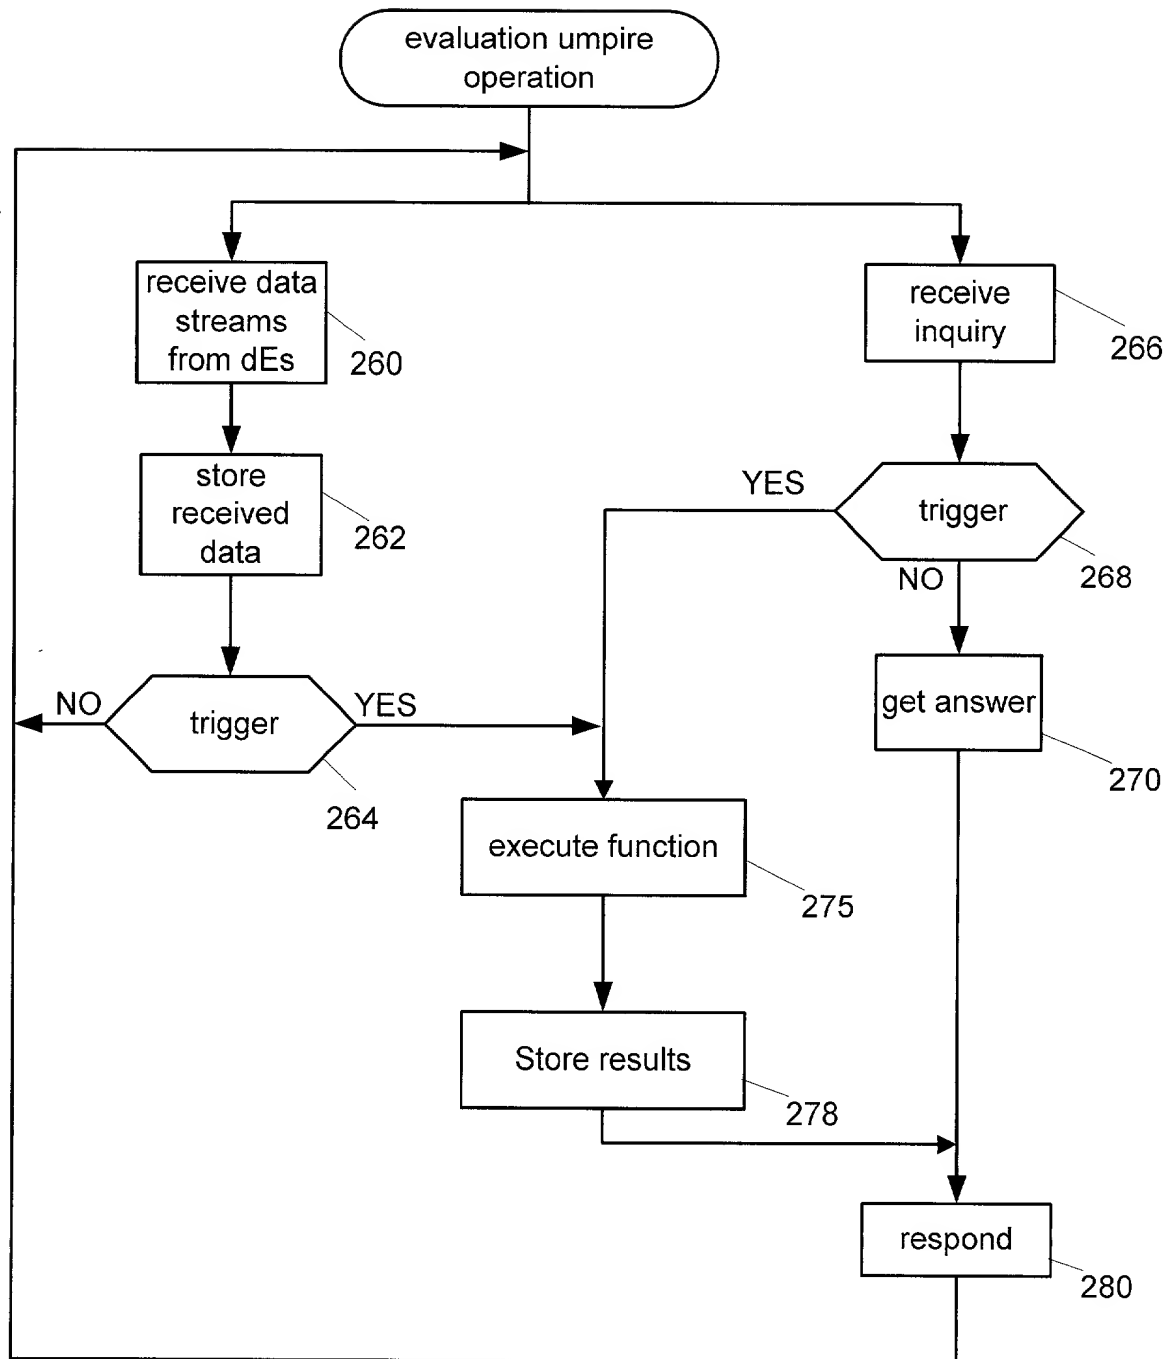 evaluation umpire
operation
receive data
streams
from dEs
260
receive
inquiry
266
store
received
data
262
YES
trigger
268
NO
NO
trigger
YES
264
get answer
270
execute function
275
Store results
278
respond
280